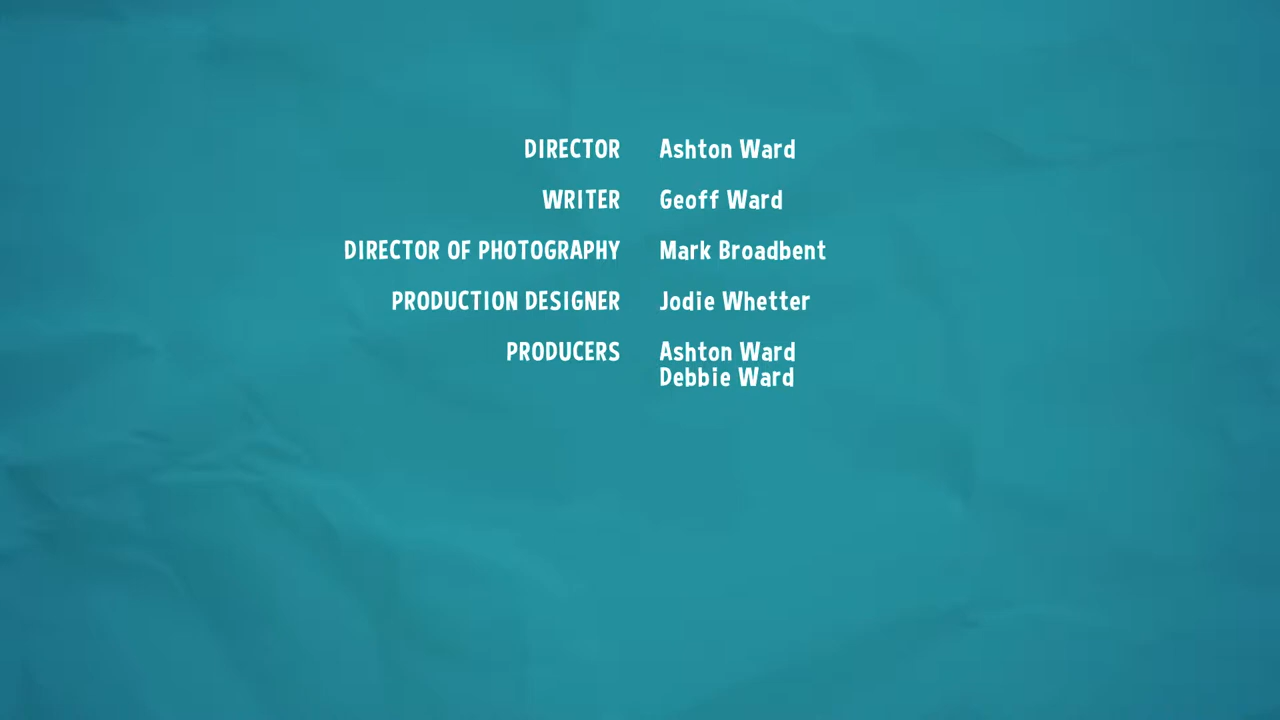 DIRECTOR Ashton Ward
WRITER Geoff Ward
DIRECTOR OF PHOTOGRAPHY Mark Broadbent
PRODUCTION DESIGNER Jodie Whetter
PRODUCERS Ashton Ward
Debbie Ward